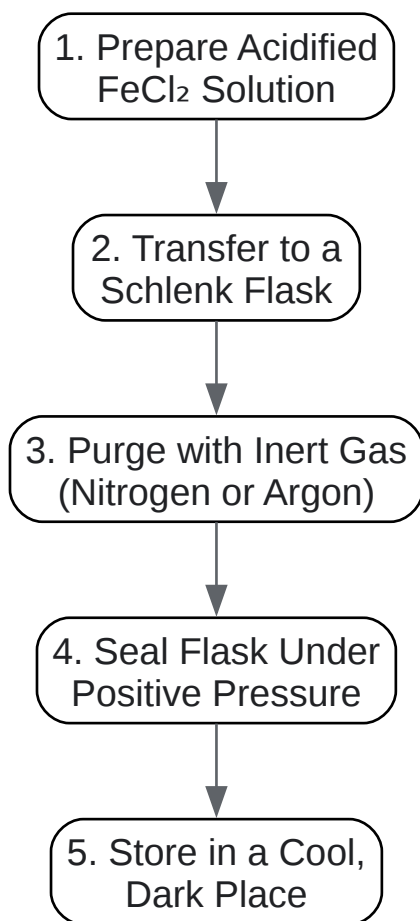 1. Prepare Acidified
FeCl₂ Solution
2. Transfer to a
Schlenk Flask
3. Purge with Inert Gas
(Nitrogen or Argon)
4. Seal Flask Under
Positive Pressure
5. Store in a Cool,
Dark Place